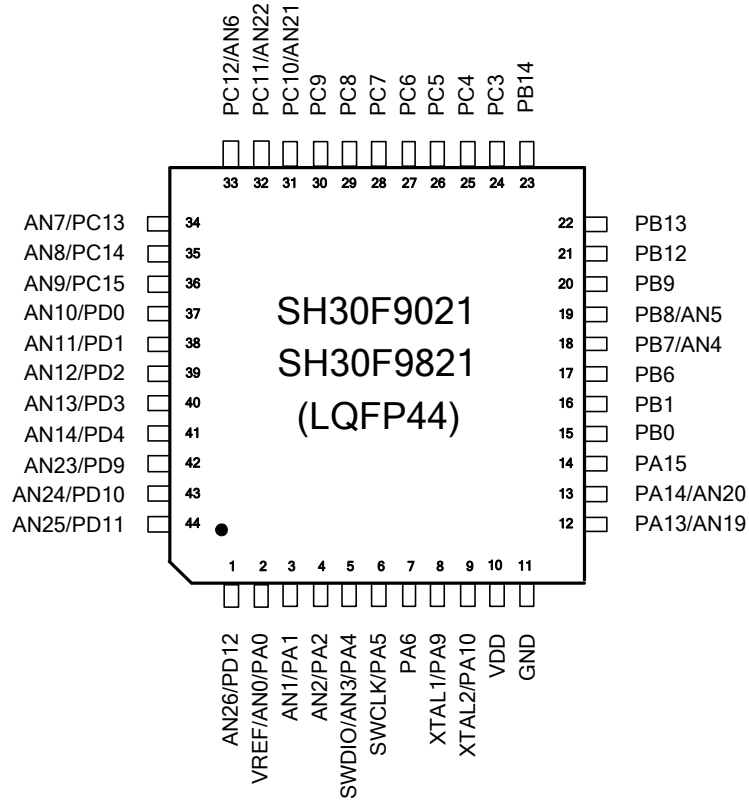 PC12/AN6
PC11/AN22
PC10/AN21
PC9
PC8
PC7
PC6
PC5
PC4
PC3
PB14
33 32 31 30 29 28 27 26 25 24 23
AN7/PC13 34
AN8/PC14 35
AN9/PC15 36
AN10/PD0 37
AN11/PD1 38
AN12/PD2 39
AN13/PD3 40
AN14/PD4 41
AN23/PD9 42
AN24/PD10 43
AN25/PD11 44
SH30F9021
SH30F9821
(LQFP44)
22 PB13
21 PB12
20 PB9
19 PB8/AN5
18 PB7/AN4
17 PB6
16 PB1
15 PB0
14 PA15
13 PA14/AN20
12 PA13/AN19
1 2 3 4 5 6 7 8 9 10 11
AN26/PD12
VREF/AN0/PA0
AN1/PA1
AN2/PA2
SWDIO/AN3/PA4
SWCLK/PA5
PA6
XTAL1/PA9
XTAL2/PA10
VDD
GND